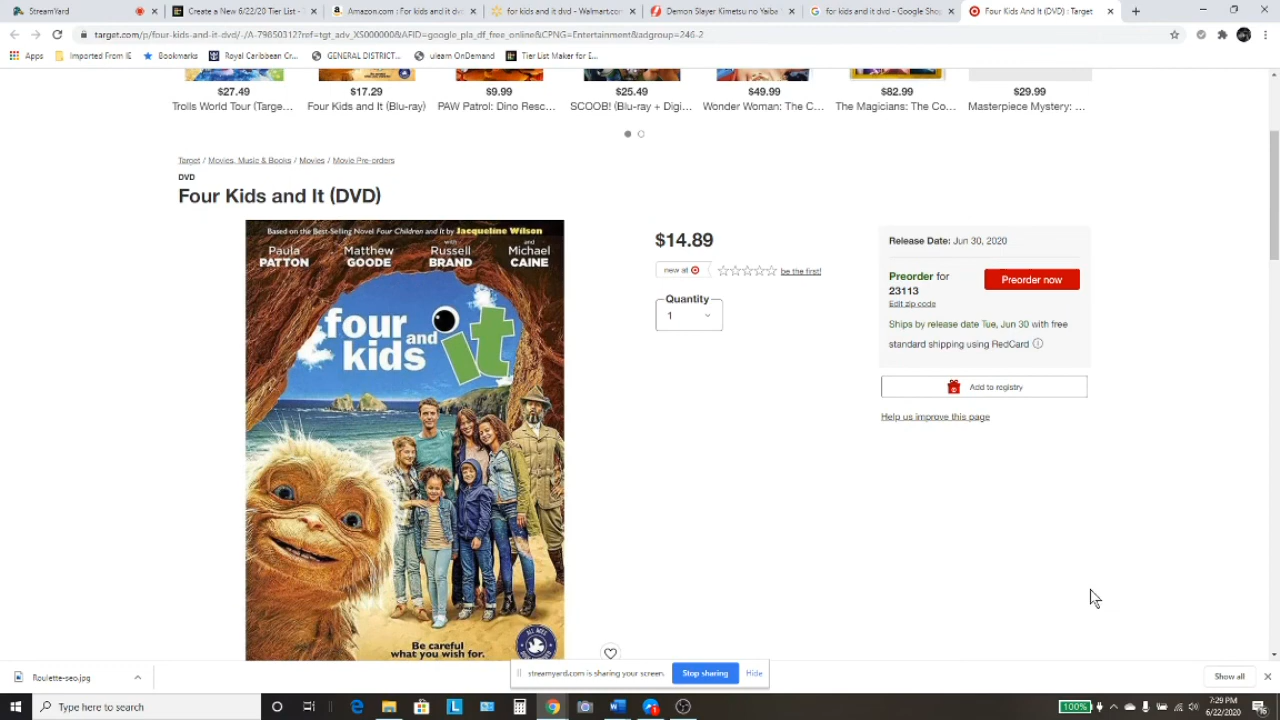 StreamYard
Create a New 6/22/20 Tier List -
Amazon.com : For kids and it dvd
for kids and it dvd - Walmart.com
Demon Slayer Kimetsu no Yaiba
for kids and it dvd - Google Sho
Four Kids And It (DVD) : Target
target.com/p/four-kids-and-it-dvd/-/A-79850312?ref=tgt_adv_XS000000&AFID=google_pla_df_free_online&CPNG=Entertainment&adgroup=246-2
Apps
Imported From IE
Bookmarks
Royal Caribbean Cr...
GENERAL DISTRICT...
ulearn OnDemand
Tier List Maker for E...
$27.49
$17.29
$9.99
$25.49
$49.99
$82.99
$29.99
Trolls World Tour (Targe...
Four Kids and It (Blu-ray)
PAW Patrol: Dino Resc...
SCOOB! (Blu-ray + Digi...
Wonder Woman: The C...
The Magicians: The Co...
Masterpiece Mystery: ...
Target / Movies, Music & Books / Movies / Movie Pre-orders
DVD
Four Kids and It (DVD)
Based on the Best-Selling Novel Four Children and It by Jacqueline Wilson
Paula PATTON
Matthew GOODE
with Russell BRAND
and Michael CAINE
four kids and it
Be careful
what you wish for.
$14.89
new at
be the first!
Quantity
1
Release Date: Jun 30, 2020
Preorder for
23113
Edit zip code
Preorder now
Ships by release date Tue, Jun 30 with free
standard shipping using RedCard
Add to registry
Help us improve this page
Roulette-seo.jpg
streamyard.com is sharing your screen.
Stop sharing
Hide
Show all
Type here to search
100%
7:29 PM
6/22/2020